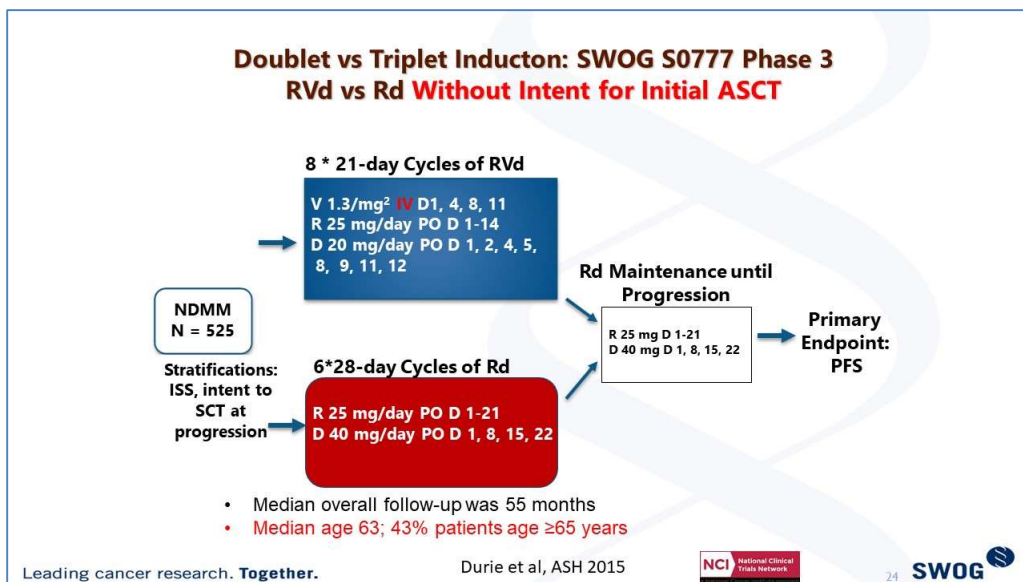 Doublet vs Triplet Inducton: SWOG S0777 Phase 3
RVd vs Rd Without Intent for Initial ASCT
8 * 21-day Cycles of RVd
V 1.3/mg² IV D1, 4, 8, 11
R 25 mg/day PO D 1-14
D 20 mg/day PO D 1, 2, 4, 5,
8, 9, 11, 12
NDMM
N = 525
Stratifications:
ISS, intent to
SCT at
progression
6*28-day Cycles of Rd
R 25 mg/day PO D 1-21
D 40 mg/day PO D 1, 8, 15, 22
Rd Maintenance until
Progression
R 25 mg D 1-21
D 40 mg D 1, 8, 15, 22
Primary
Endpoint:
PFS
• Median overall follow-up was 55 months
• Median age 63; 43% patients age ≥65 years
Leading cancer research. Together.
Durie et al, ASH 2015
NCI National Clinical
Trials Network
24
SWOG